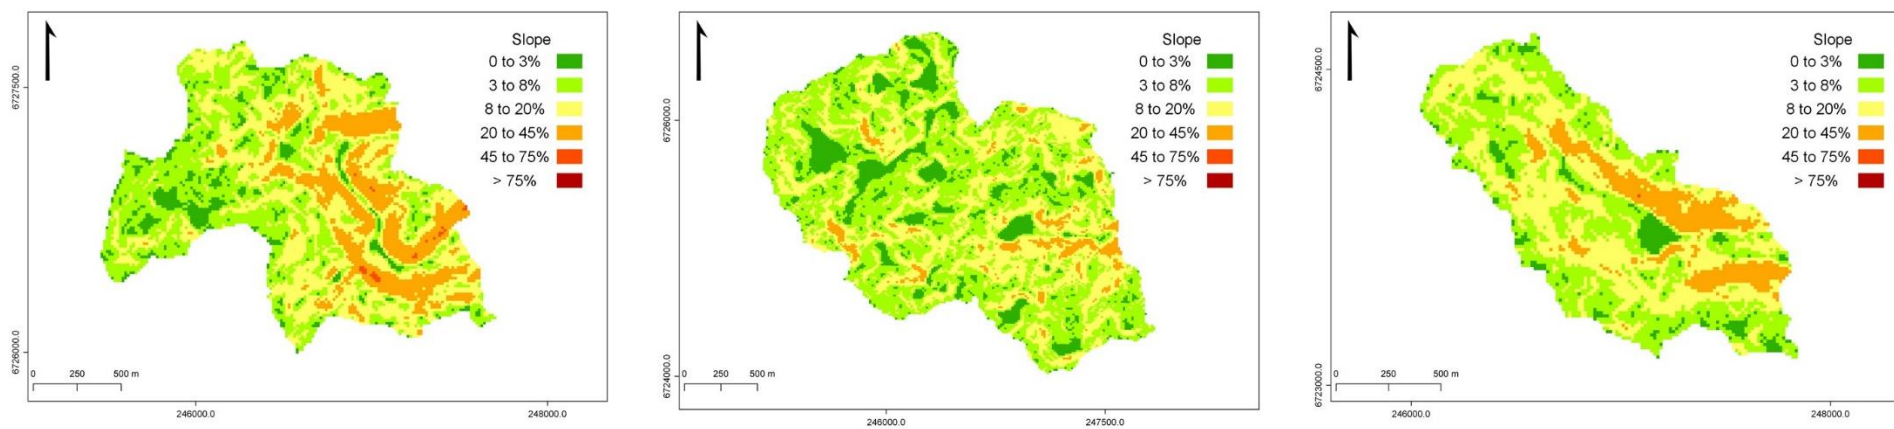 Slope
0 to 3%
3 to 8%
8 to 20%
20 to 45%
45 to 75%
> 75%
6727500.0
6726000.0
0 250 500 m
246000.0 248000.0
Slope
0 to 3%
3 to 8%
8 to 20%
20 to 45%
45 to 75%
> 75%
6726000.0
6724000.0
0 250 500 m
246000.0 247500.0
Slope
0 to 3%
3 to 8%
8 to 20%
20 to 45%
45 to 75%
> 75%
6724500.0
6723000.0
0 250 500 m
246000.0 248000.0